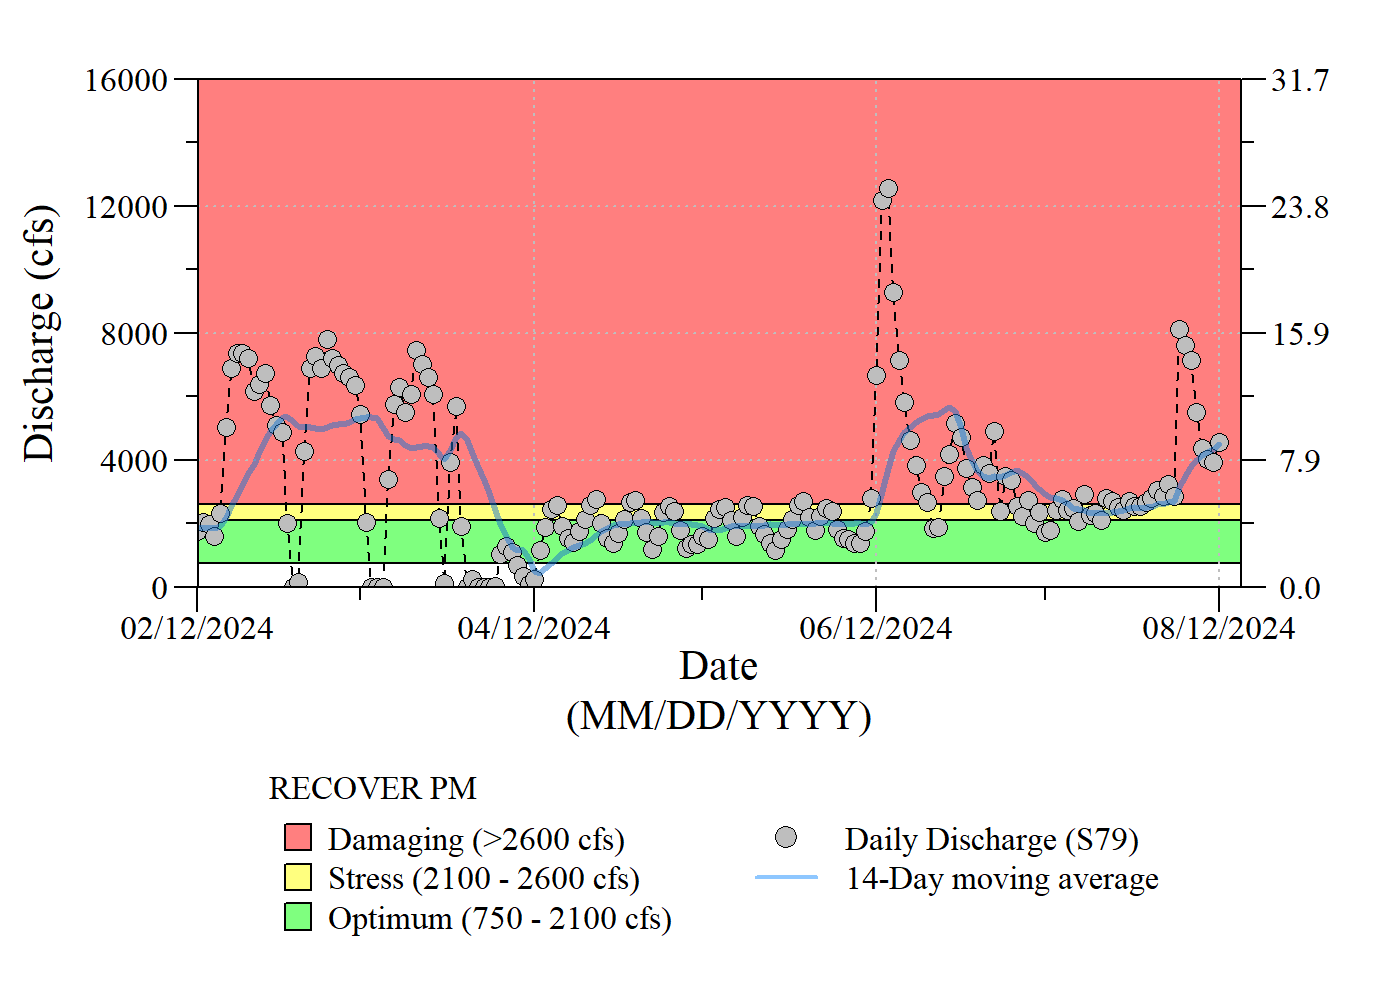 16000
31.7
12000
23.8
8000
15.9
4000
7.9
0
0.0
Discharge (cfs)
02/12/2024
04/12/2024
06/12/2024
08/12/2024
Date
(MM/DD/YYYY)
RECOVER PM
Damaging (>2600 cfs)
Stress (2100 - 2600 cfs)
Optimum (750 - 2100 cfs)
Daily Discharge (S79)
14-Day moving average